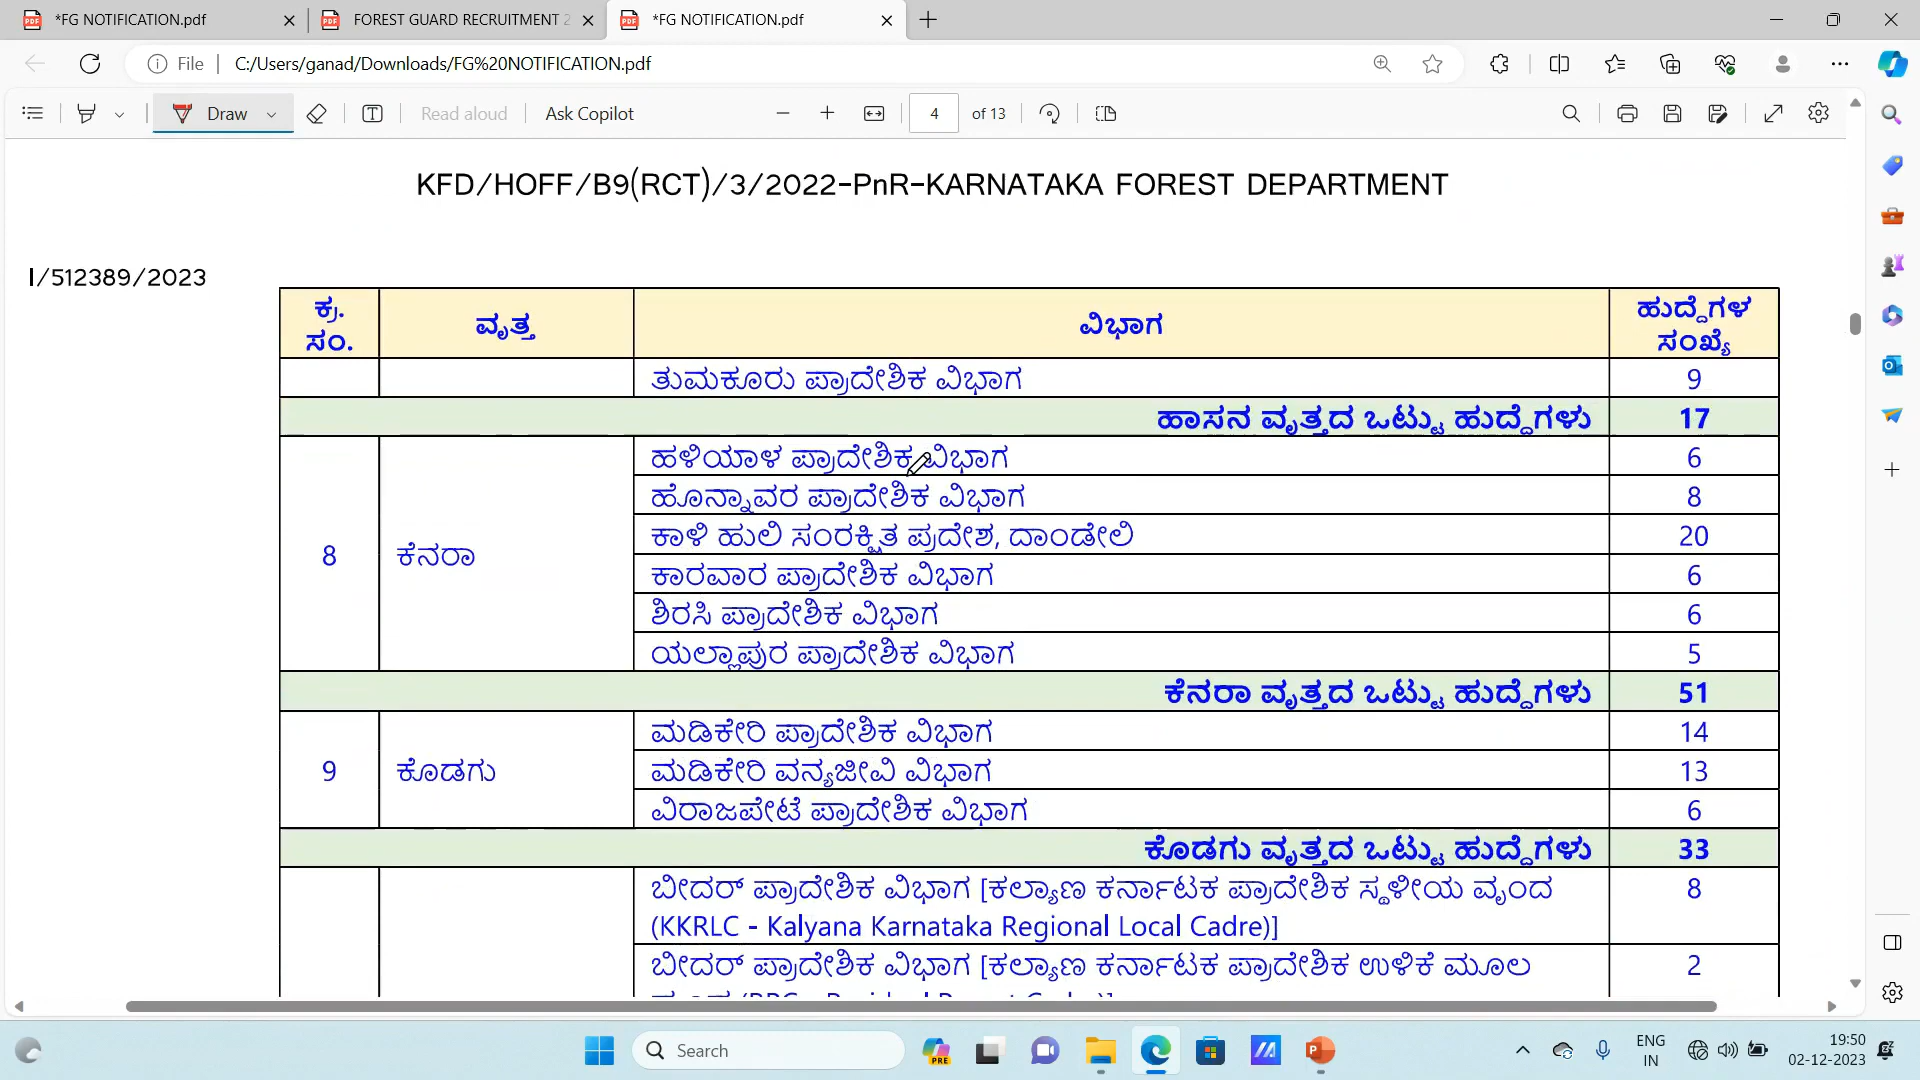 *FG NOTIFICATION.pdf
FOREST GUARD RECRUITMENT 2
*FG NOTIFICATION.pdf
File
C:/Users/ganad/Downloads/FG%20NOTIFICATION.pdf
Draw
Read aloud
Ask Copilot
4 of 13
KFD/HOFF/B9(RCT)/3/2022-PnR-KARNATAKA FOREST DEPARTMENT
I/512389/2023
ಕ್ರ. ಸಂ. ವೃತ್ತ ವಿಭಾಗ ಹುದ್ದೆಗಳ ಸಂಖ್ಯೆ
ತುಮಕೂರು ಪ್ರಾದೇಶಿಕ ವಿಭಾಗ 9
ಹಾಸನ ವೃತ್ತದ ಒಟ್ಟು ಹುದ್ದೆಗಳು 17
8 ಕೆನರಾ
ಹಳಿಯಾಳ ಪ್ರಾದೇಶಿಕ ವಿಭಾಗ 6
ಹೊನ್ನಾವರ ಪ್ರಾದೇಶಿಕ ವಿಭಾಗ 8
ಕಾಳಿ ಹುಲಿ ಸಂರಕ್ಷಿತ ಪ್ರದೇಶ, ದಾಂಡೇಲಿ 20
ಕಾರವಾರ ಪ್ರಾದೇಶಿಕ ವಿಭಾಗ 6
ಶಿರಸಿ ಪ್ರಾದೇಶಿಕ ವಿಭಾಗ 6
ಯಲ್ಲಾಪುರ ಪ್ರಾದೇಶಿಕ ವಿಭಾಗ 5
ಕೆನರಾ ವೃತ್ತದ ಒಟ್ಟು ಹುದ್ದೆಗಳು 51
9 ಕೊಡಗು
ಮಡಿಕೇರಿ ಪ್ರಾದೇಶಿಕ ವಿಭಾಗ 14
ಮಡಿಕೇರಿ ವನ್ಯಜೀವಿ ವಿಭಾಗ 13
ವಿರಾಜಪೇಟೆ ಪ್ರಾದೇಶಿಕ ವಿಭಾಗ 6
ಕೊಡಗು ವೃತ್ತದ ಒಟ್ಟು ಹುದ್ದೆಗಳು 33
ಬೀದರ್ ಪ್ರಾದೇಶಿಕ ವಿಭಾಗ [ಕಲ್ಯಾಣ ಕರ್ನಾಟಕ ಪ್ರಾದೇಶಿಕ ಸ್ಥಳೀಯ ವೃಂದ 8
(KKRLC - Kalyana Karnataka Regional Local Cadre)]
ಬೀದರ್ ಪ್ರಾದೇಶಿಕ ವಿಭಾಗ [ಕಲ್ಯಾಣ ಕರ್ನಾಟಕ ಪ್ರಾದೇಶಿಕ ಉಳಿಕೆ ಮೂಲ 2
Search
PRE
ENG
IN
19:50
02-12-2023